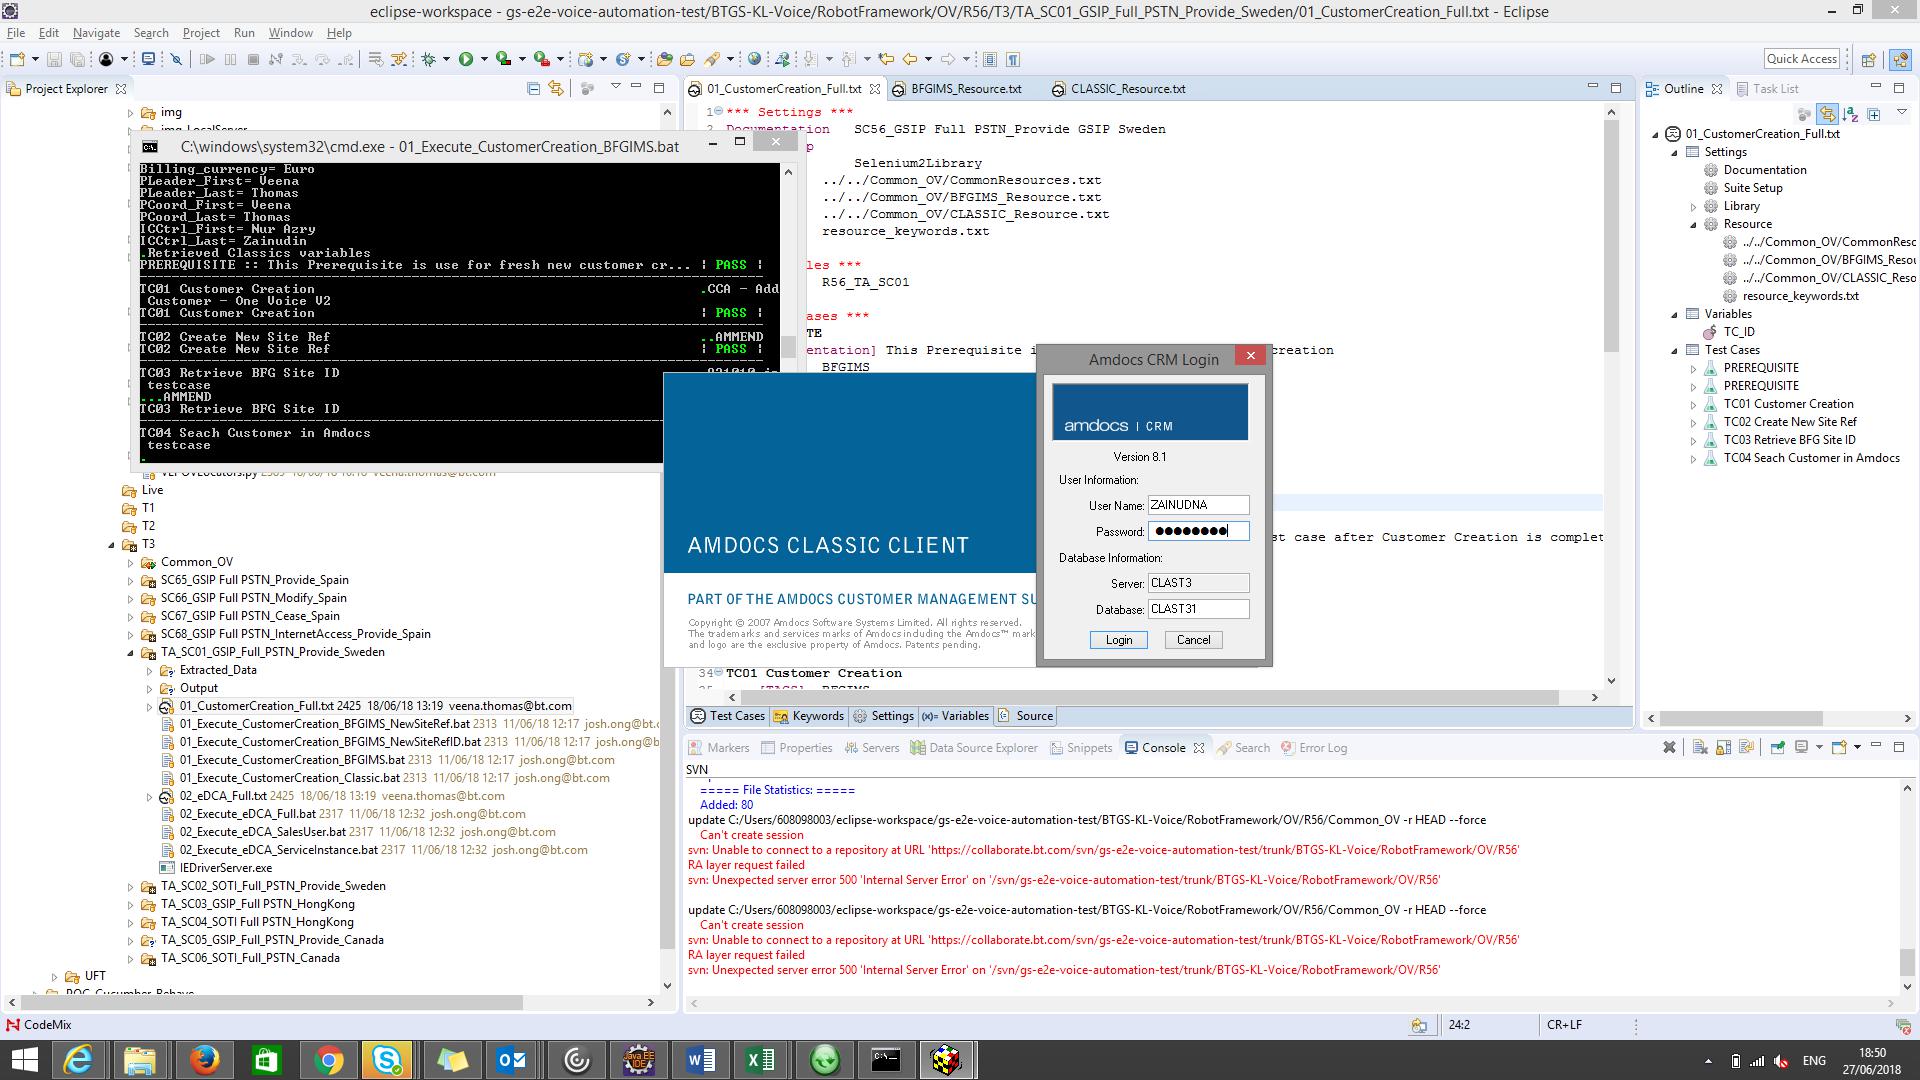 eclipse-workspace - gs-e2e-voice-automation-test/BTGS-KL-Voice/RobotFramework/OV/R56/T3/TA_SC01_GSIP_Full_PSTN_Provide_Sweden/01_CustomerCreation_Full.txt - Eclipse
File Edit Navigate Search Project Run Window Help
Quick Access
Project Explorer
img
img_LocalServer
C:\windows\system32\cmd.exe - 01_Execute_CustomerCreation_BFGIMS.bat
Billing_currency= Euro
PLeader_First= Veena
PLeader_Last= Thomas
PCoord_First= Veena
PCoord_Last= Thomas
ICCtrl_First= Nur Azry
ICCtrl_Last= Zainudin
.Retrieved Classics variables
PREREQUISITE :: This Prerequisite is use for fresh new customer cr... | PASS |
TC01 Customer Creation .CCA - Add
Customer - One Voice V2
TC01 Customer Creation | PASS |
TC02 Create New Site Ref ..AMMEND
TC02 Create New Site Ref | PASS |
TC03 Retrieve BFG Site ID
testcase
...AMMEND
TC03 Retrieve BFG Site ID
TC04 Seach Customer in Amdocs
testcase
.
Live
T1
T2
T3
Common_OV
SC65_GSIP Full PSTN_Provide_Spain
SC66_GSIP Full PSTN_Modify_Spain
SC67_GSIP Full PSTN_Cease_Spain
SC68_GSIP Full PSTN_InternetAccess_Provide_Spain
TA_SC01_GSIP_Full_PSTN_Provide_Sweden
Extracted_Data
Output
01_CustomerCreation_Full.txt 2425 18/06/18 13:19 veena.thomas@bt.com
01_Execute_CustomerCreation_BFGIMS_NewSiteRef.bat 2313 11/06/18 12:17 josh.ong@bt.c
01_Execute_CustomerCreation_BFGIMS_NewSiteRefID.bat 2313 11/06/18 12:17 josh.ong@bt
01_Execute_CustomerCreation_BFGIMS.bat 2313 11/06/18 12:17 josh.ong@bt.com
01_Execute_CustomerCreation_Classic.bat 2313 11/06/18 12:17 josh.ong@bt.com
02_eDCA_Full.txt 2425 18/06/18 13:19 veena.thomas@bt.com
02_Execute_eDCA_Full.bat 2317 11/06/18 12:32 josh.ong@bt.com
02_Execute_eDCA_SalesUser.bat 2317 11/06/18 12:32 josh.ong@bt.com
02_Execute_eDCA_ServiceInstance.bat 2317 11/06/18 12:32 josh.ong@bt.com
IEDriverServer.exe
TA_SC02_SOTI_Full_PSTN_Provide_Sweden
TA_SC03_GSIP_Full_PSTN_HongKong
TA_SC04_SOTI Full PSTN_HongKong
TA_SC05_GSIP_Full_PSTN_Provide_Canada
TA_SC06_SOTI_Full_PSTN_Canada
UFT
POC_Cucumber_Behave
01_CustomerCreation_Full.txt BFGIMS_Resource.txt CLASSIC_Resource.txt
1 *** Settings ***
2 Documentation SC56_GSIP Full PSTN_Provide GSIP Sweden
p
Selenium2Library
../../Common_OV/CommonResources.txt
../../Common_OV/BFGIMS_Resource.txt
../../Common_OV/CLASSIC_Resource.txt
resource_keywords.txt
les ***
R56_TA_SC01
ases ***
TE
entation] This Prerequisite i creation
BFGIMS
st case after Customer Creation is complet
34 TC01 Customer Creation
35 [TAGS] BFGIMS
AMDOCS CLASSIC CLIENT
PART OF THE AMDOCS CUSTOMER MANAGEMENT SU
Copyright © 2007 Amdocs Software Systems Limited. All rights reserved.
The trademarks and services marks of Amdocs including the Amdocs™ mark
and logo are the exclusive property of Amdocs. Patents pending.
Amdocs CRM Login
amdocs | CRM
Version 8.1
User Information:
User Name: ZAINUDNA
Password: ●●●●●●●●
Database Information:
Server: CLAST3
Database: CLAST31
Login Cancel
Test Cases Keywords Settings (x)= Variables Source
Outline Task List
01_CustomerCreation_Full.txt
Settings
Documentation
Suite Setup
Library
Resource
../../Common_OV/CommonResc
../../Common_OV/BFGIMS_Resou
../../Common_OV/CLASSIC_Reso
resource_keywords.txt
Variables
TC_ID
Test Cases
PREREQUISITE
PREREQUISITE
TC01 Customer Creation
TC02 Create New Site Ref
TC03 Retrieve BFG Site ID
TC04 Seach Customer in Amdocs
Markers Properties Servers Data Source Explorer Snippets Console Search Error Log
SVN
===== File Statistics: =====
Added: 80
update C:/Users/608098003/eclipse-workspace/gs-e2e-voice-automation-test/BTGS-KL-Voice/RobotFramework/OV/R56/Common_OV -r HEAD --force
Can't create session
svn: Unable to connect to a repository at URL 'https://collaborate.bt.com/svn/gs-e2e-voice-automation-test/trunk/BTGS-KL-Voice/RobotFramework/OV/R56'
RA layer request failed
svn: Unexpected server error 500 'Internal Server Error' on '/svn/gs-e2e-voice-automation-test/trunk/BTGS-KL-Voice/RobotFramework/OV/R56'
update C:/Users/608098003/eclipse-workspace/gs-e2e-voice-automation-test/BTGS-KL-Voice/RobotFramework/OV/R56/Common_OV -r HEAD --force
Can't create session
svn: Unable to connect to a repository at URL 'https://collaborate.bt.com/svn/gs-e2e-voice-automation-test/trunk/BTGS-KL-Voice/RobotFramework/OV/R56'
RA layer request failed
svn: Unexpected server error 500 'Internal Server Error' on '/svn/gs-e2e-voice-automation-test/trunk/BTGS-KL-Voice/RobotFramework/OV/R56'
CodeMix
24:2 CR+LF
Java EE IDE
ENG
18:50
27/06/2018